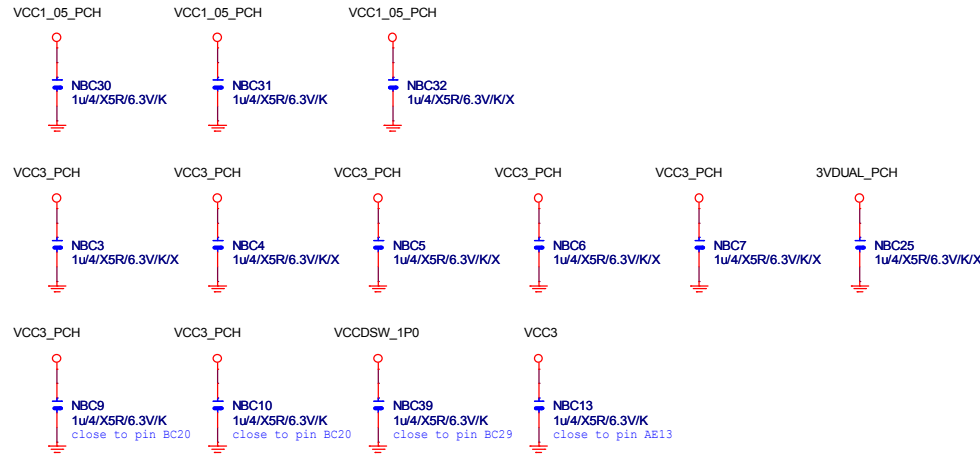 VCC1_05_PCH VCC1_05_PCH VCC1_05_PCH
NBC30 NBC31 NBC32
1u/4/X5R/6.3V/K 1u/4/X5R/6.3V/K 1u/4/X5R/6.3V/K/X
VCC3_PCH VCC3_PCH VCC3_PCH VCC3_PCH VCC3_PCH 3VDUAL_PCH
NBC3 NBC4 NBC5 NBC6 NBC7 NBC25
1u/4/X5R/6.3V/K/X 1u/4/X5R/6.3V/K/X 1u/4/X5R/6.3V/K/X 1u/4/X5R/6.3V/K/X 1u/4/X5R/6.3V/K/X 1u/4/X5R/6.3V/K/X
VCC3_PCH VCC3_PCH VCCDSW_1P0 VCC3
NBC9 NBC10 NBC39 NBC13
1u/4/X5R/6.3V/K 1u/4/X5R/6.3V/K 1u/4/X5R/6.3V/K 1u/4/X5R/6.3V/K
close to pin BC20 close to pin BC20 close to pin BC29 close to pin AE13